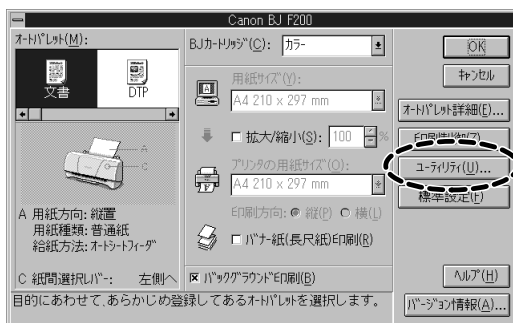 Canon BJ F200
オートパレット(M):
文書
DTP
A
C
A 用紙方向: 縦置
用紙種類: 普通紙
給紙方法: オートシートフィーダ
C 紙間選択レバー: 左側へ
BJカートリッジ(C): カラー
用紙サイズ(Y):
A4 210 x 297 mm
拡大/縮小(S): 100 %
プリンタの用紙サイズ(O):
A4 210 x 297 mm
印刷方向: 縦(P) 横(L)
バナー紙(長尺紙)印刷(R)
バックグラウンド印刷(B)
OK
キャンセル
オートパレット詳細(E)...
ユーティリティ(U)...
標準設定(F)
ヘルプ(H)
バージョン情報(A)...
目的にあわせて、あらかじめ登録してあるオートパレットを選択します。